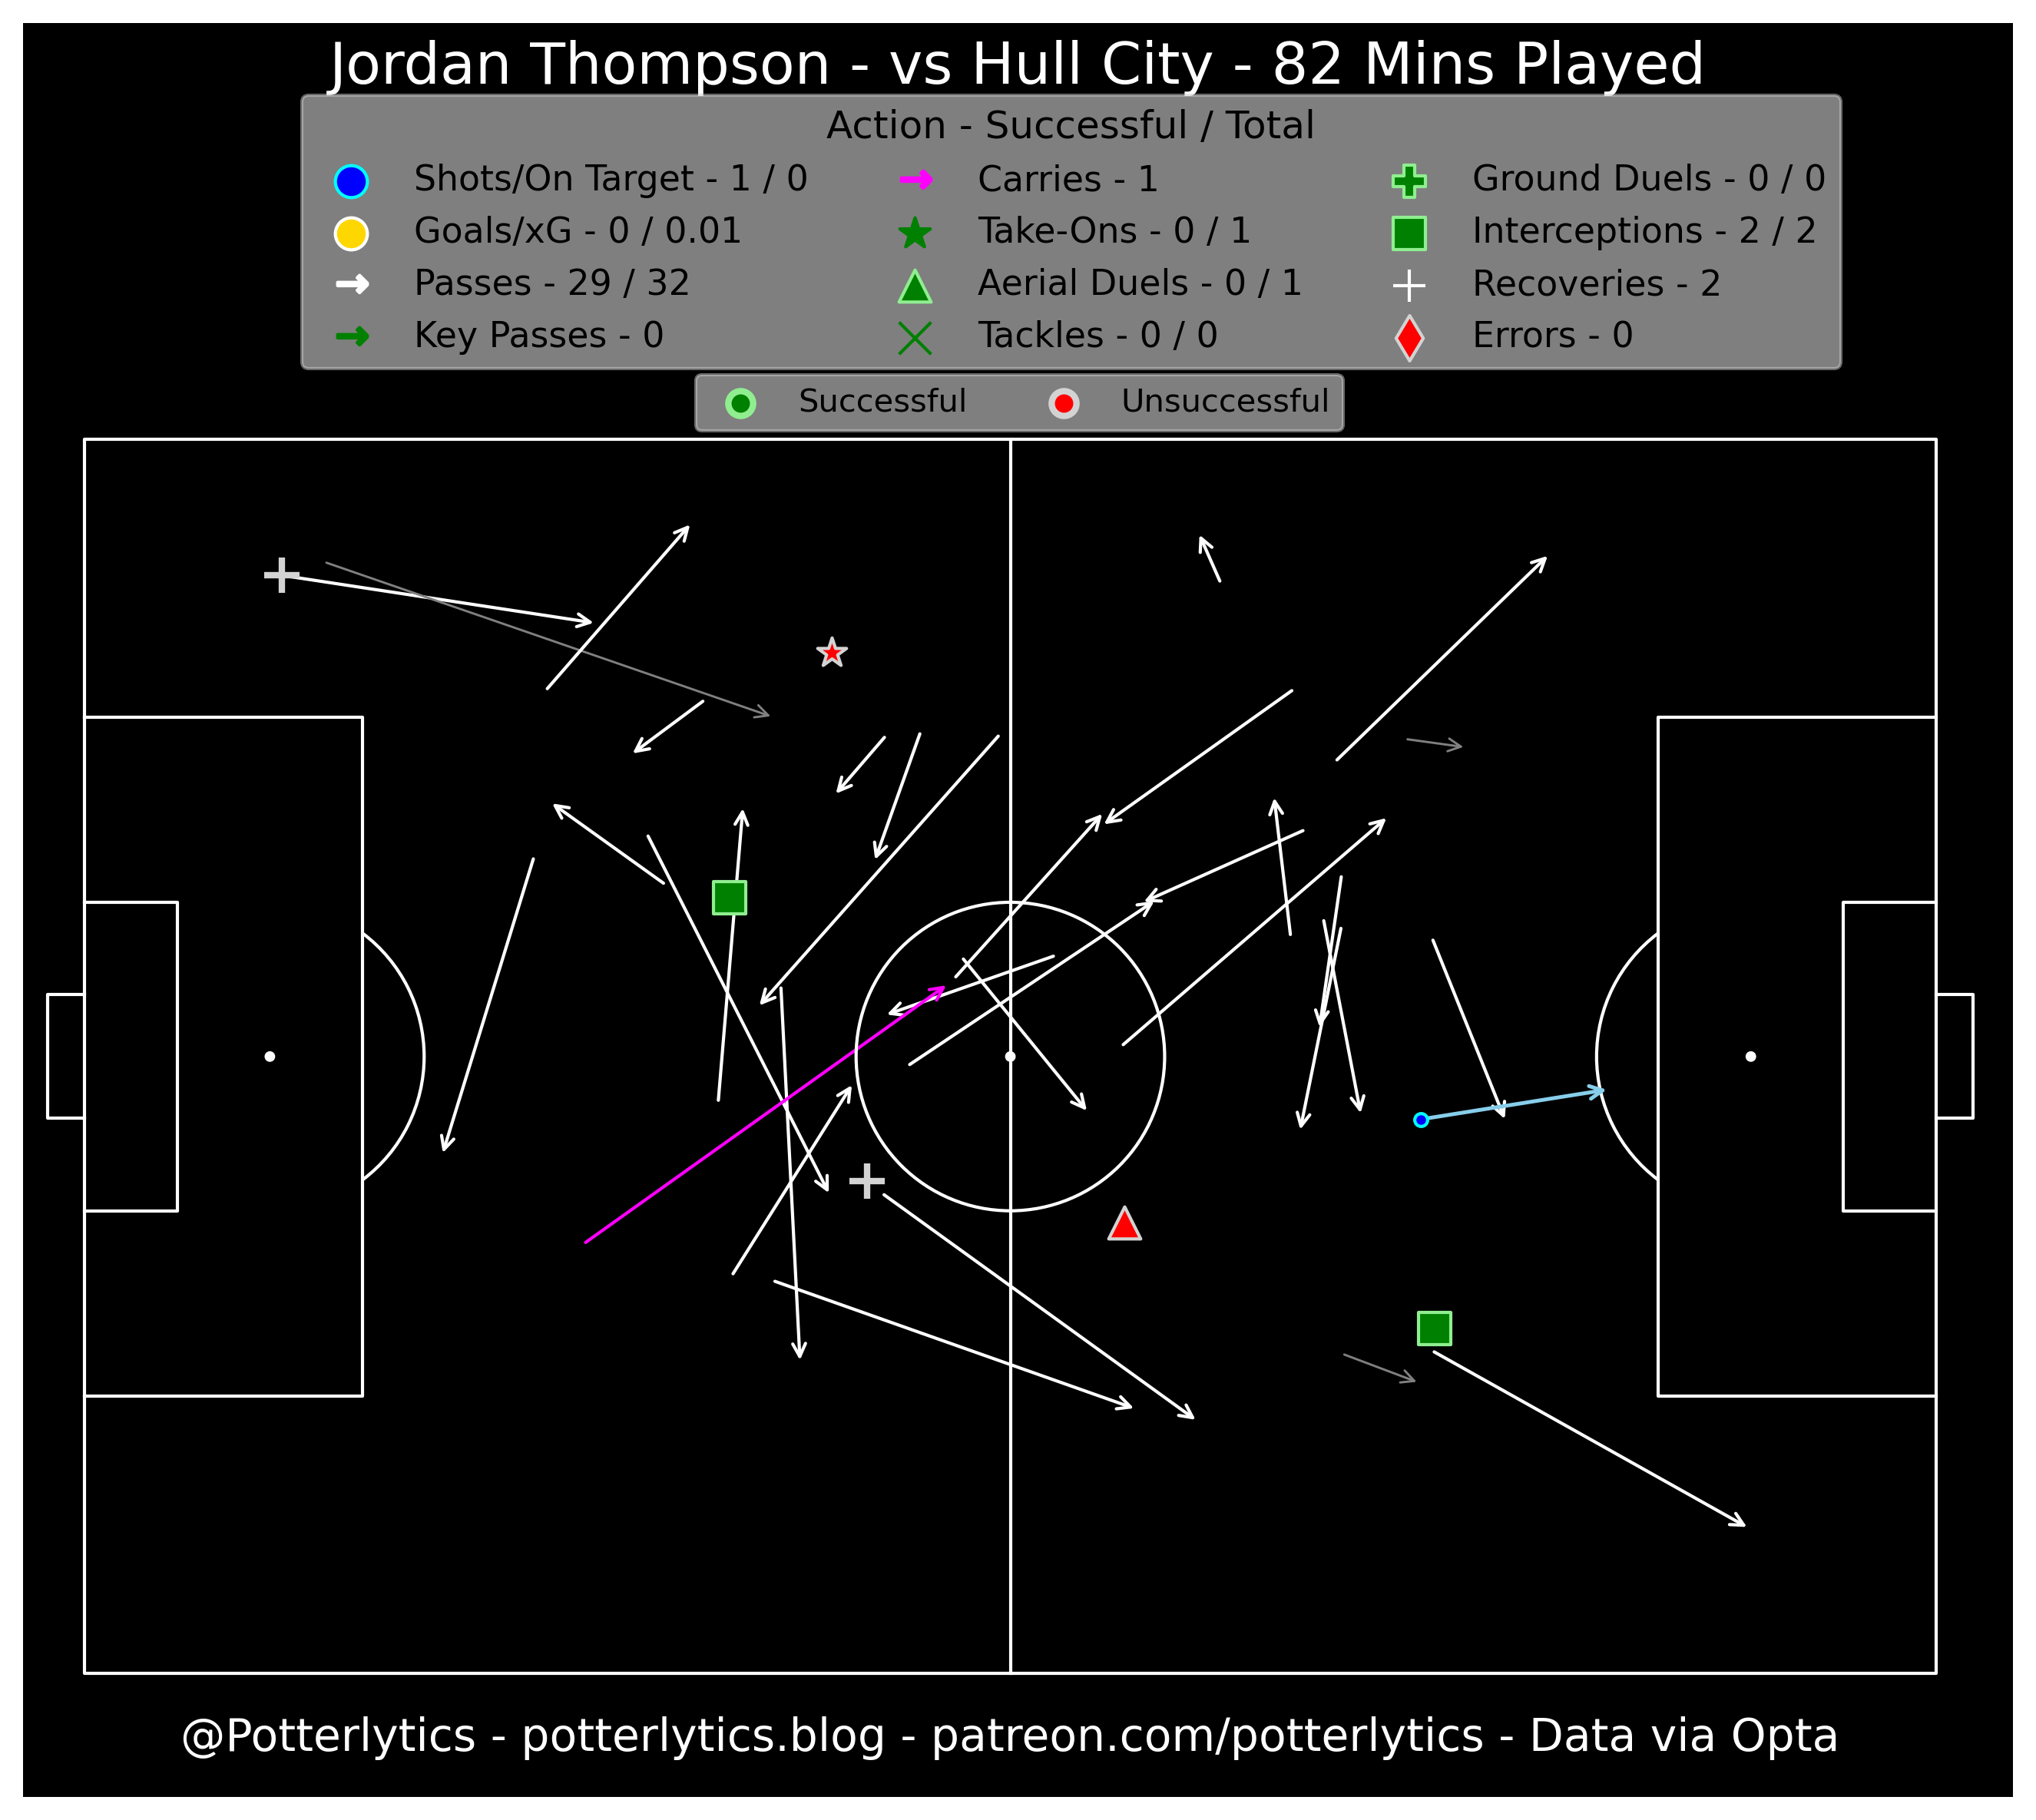 Jordan Thompson - vs Hull City - 82 Mins Played
Action - Successful / Total
Shots/On Target - 1 / 0
Goals/xG - 0 / 0.01
Passes - 29 / 32
Key Passes - 0
Carries - 1
Take-Ons - 0 / 1
Aerial Duels - 0 / 1
Tackles - 0 / 0
Ground Duels - 0 / 0
Interceptions - 2 / 2
Recoveries - 2
Errors - 0
Successful
Unsuccessful
@Potterlytics - potterlytics.blog - patreon.com/potterlytics - Data via Opta